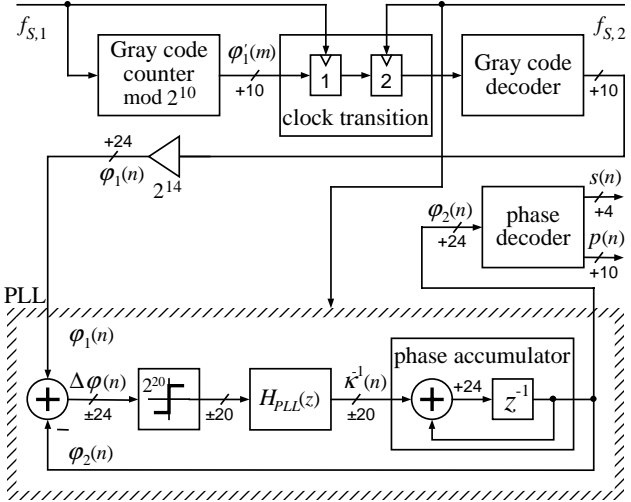 f_{S,1}
f_{S,2}
Gray code
counter
mod 2^{10}
φ'_1(m)
+10
1
2
clock transition
Gray code
decoder
+10
+24
φ_1(n)
2^{14}
φ_2(n)
+24
phase
decoder
s(n)
+4
p(n)
+10
PLL
φ_1(n)
+
−
Δφ(n)
±24
2^{20}
±20
H_{PLL}(z)
κ̂^{-1}(n)
±20
phase accumulator
+
+24
z^{-1}
φ_2(n)